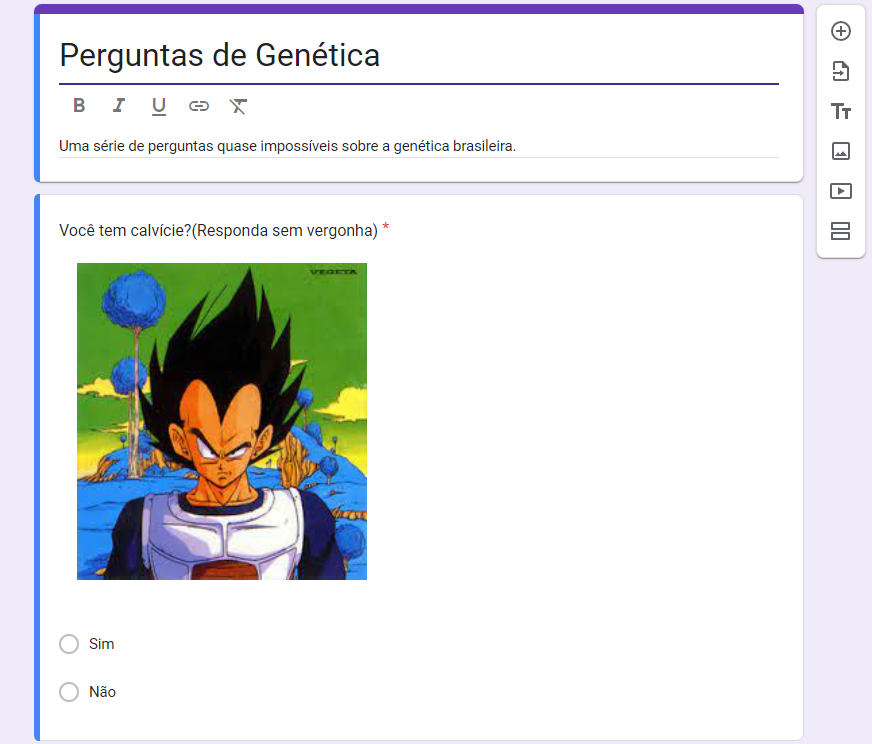 Perguntas de Genética
B I U
Uma série de perguntas quase impossíveis sobre a genética brasileira.
Você tem calvície?(Responda sem vergonha) *
VEGETA
Sim
Não